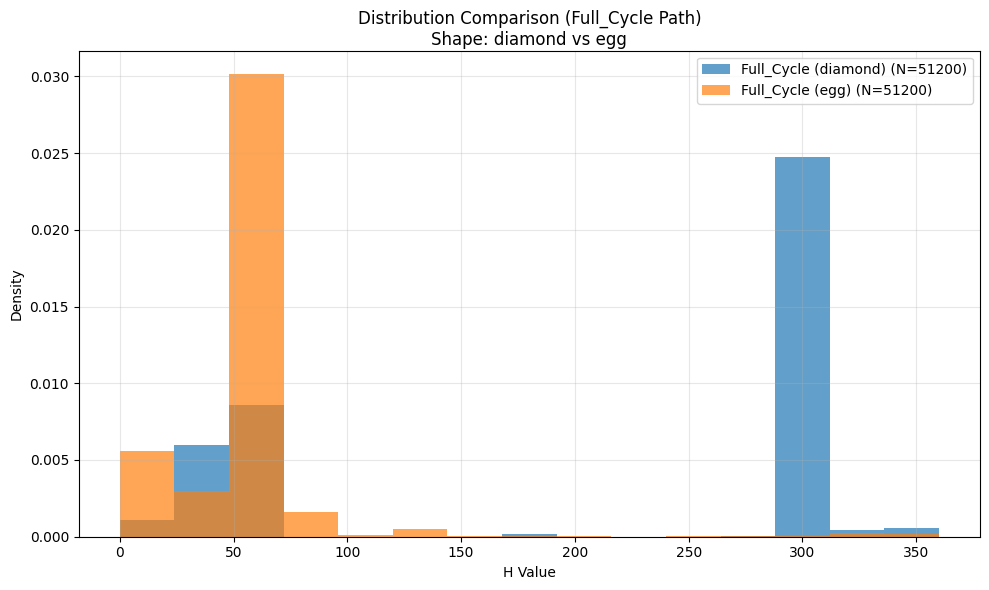 Distribution Comparison (Full_Cycle Path)
Shape: diamond vs egg
Full_Cycle (diamond) (N=51200)
Full_Cycle (egg) (N=51200)
Density
0.030
0.025
0.020
0.015
0.010
0.005
0.000
0 50 100 150 200 250 300 350
H Value